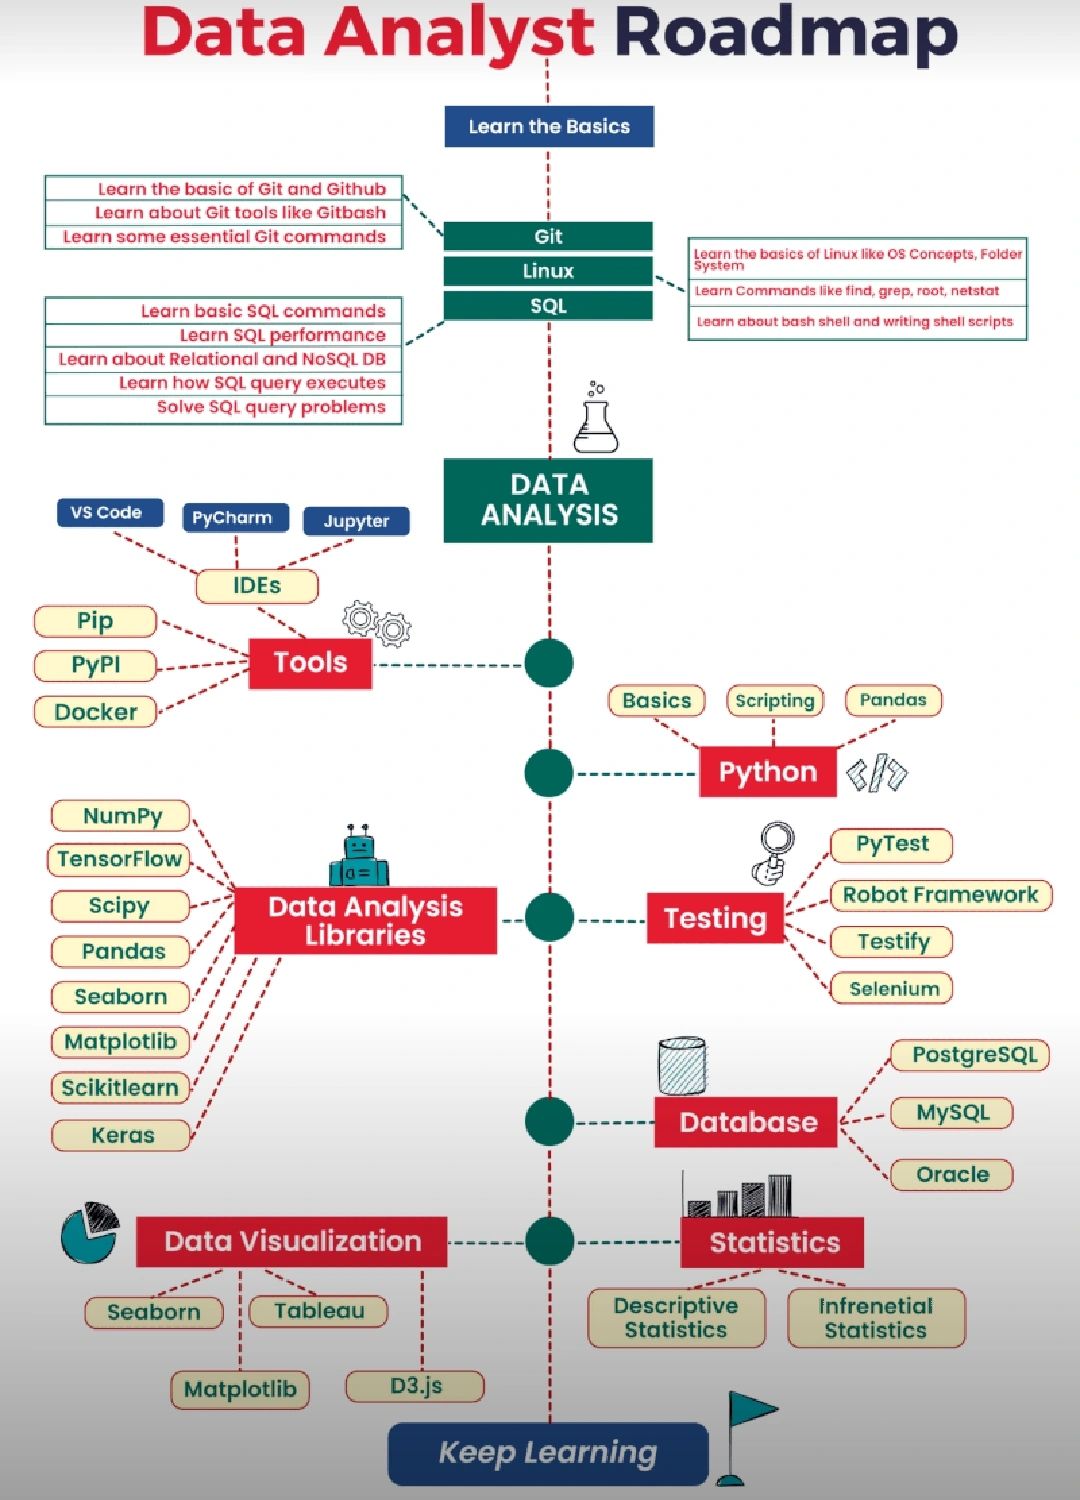 Data Analyst Roadmap
Learn the Basics
Learn the basic of Git and Github
Learn about Git tools like Gitbash
Learn some essential Git commands
Git
Linux
SQL
Learn the basics of Linux like OS Concepts, Folder
System
Learn Commands like find, grep, root, netstat
Learn about bash shell and writing shell scripts
Learn basic SQL commands
Learn SQL performance
Learn about Relational and NoSQL DB
Learn how SQL query executes
Solve SQL query problems
DATA
ANALYSIS
VS Code
PyCharm
Jupyter
IDEs
Pip
PyPI
Docker
Tools
Basics
Scripting
Pandas
Python
NumPy
TensorFlow
Scipy
Pandas
Seaborn
Matplotlib
Scikitlearn
Keras
Data Analysis
Libraries
Testing
PyTest
Robot Framework
Testify
Selenium
Database
PostgreSQL
MySQL
Oracle
Data Visualization
Seaborn
Tableau
Matplotlib
D3.js
Statistics
Descriptive
Statistics
Infrenetial
Statistics
Keep Learning